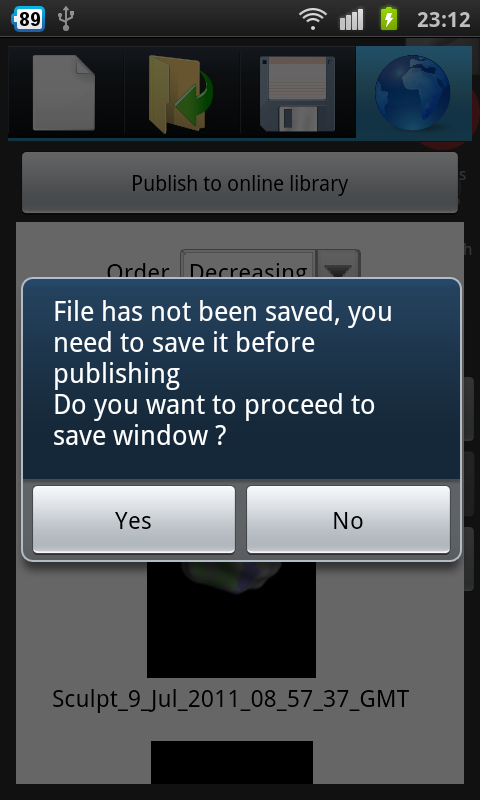 89
23:12
Publish to online library
s
h
Order
Decreasing
File has not been saved, you
need to save it before
publishing
Do you want to proceed to
save window ?
Yes
No
Sculpt_9_Jul_2011_08_57_37_GMT